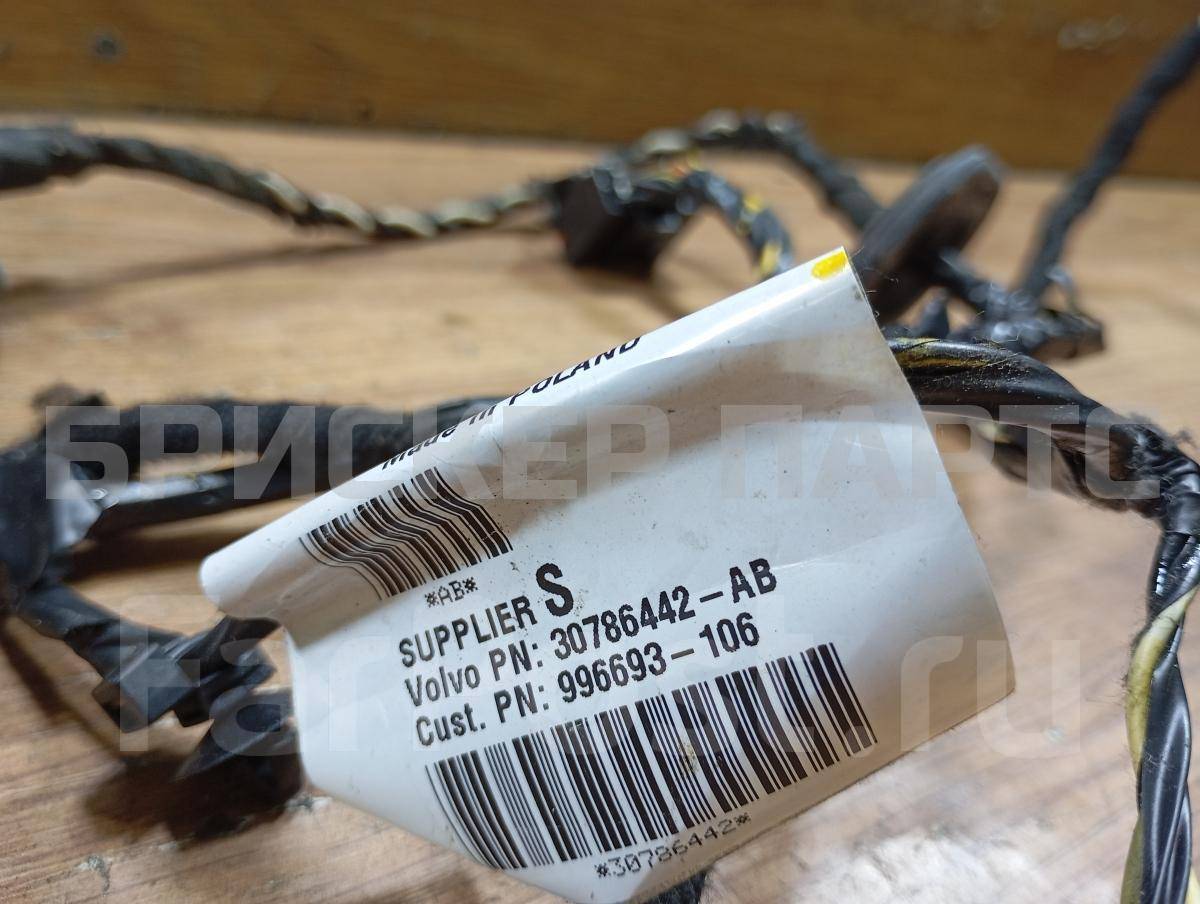 Made in POLAND
*AB*
SUPPLIER S
Volvo PN: 30786442-AB
Cust. PN: 996693-106
*30786442*
БРИСКЕР ПАРТС